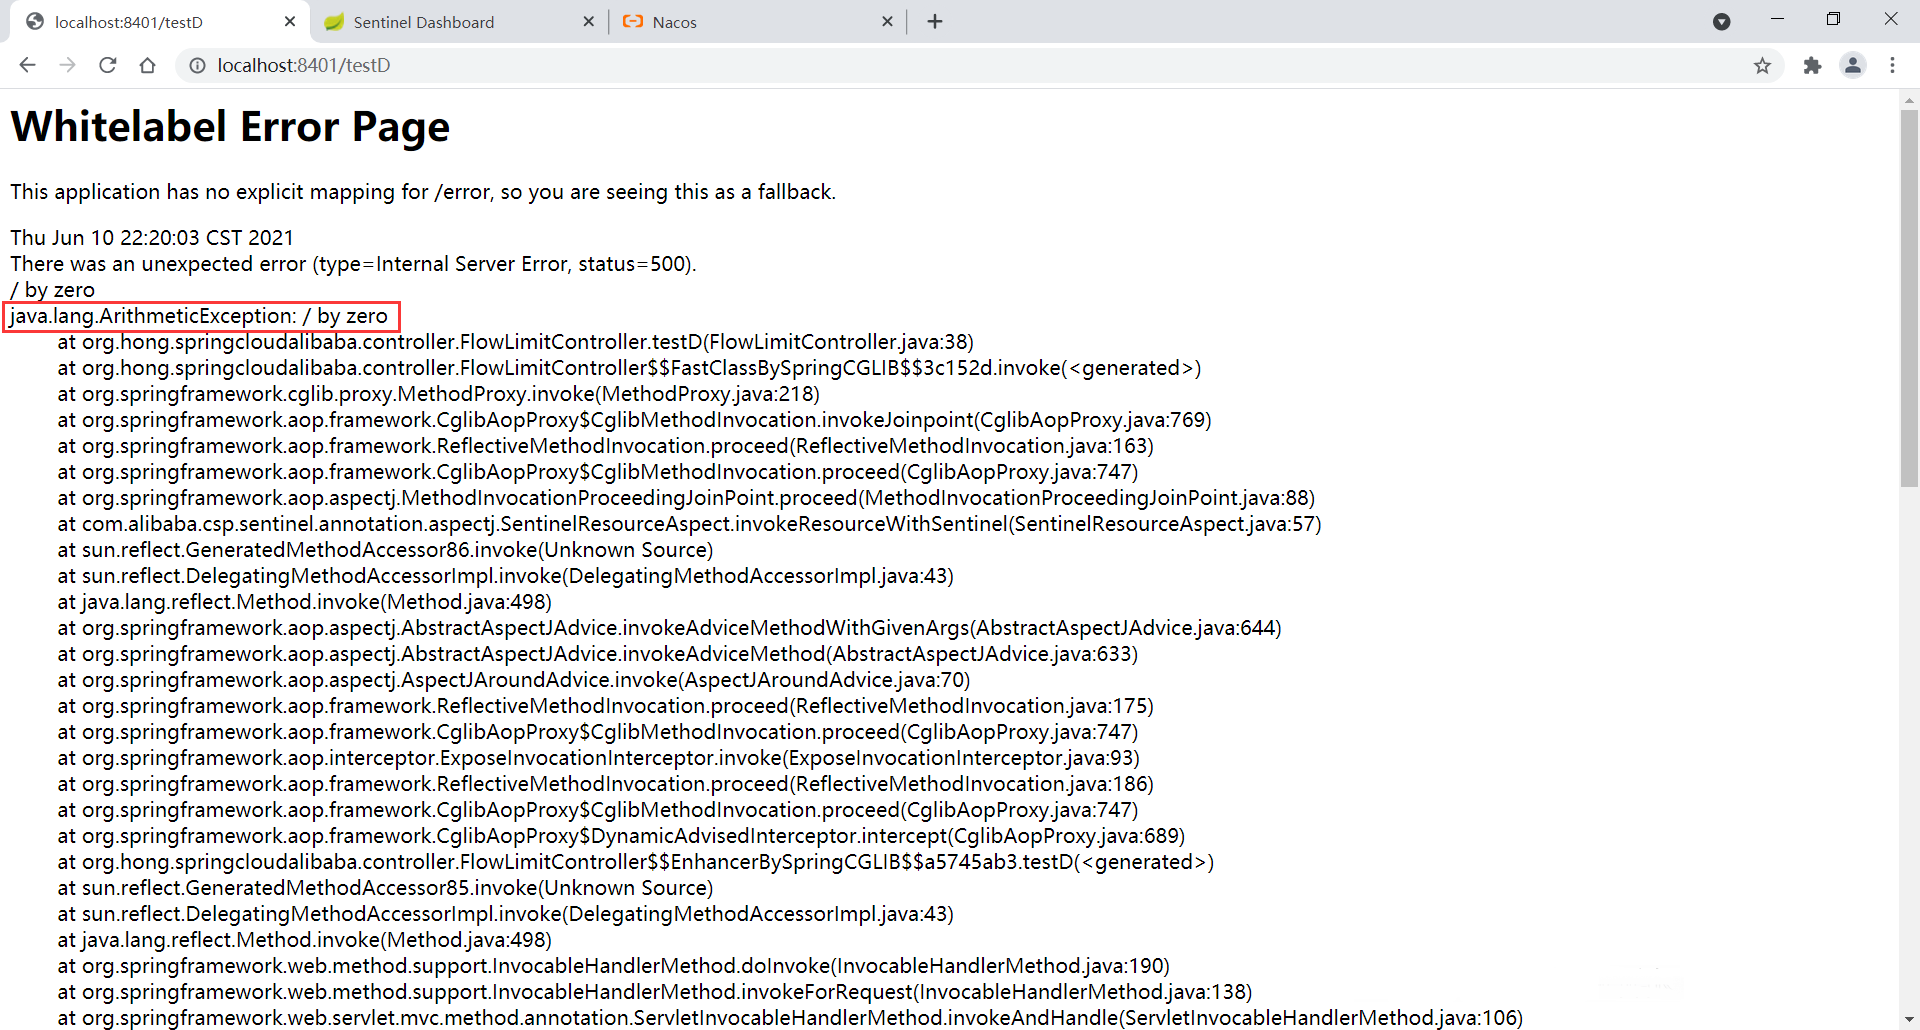 localhost:8401/testD
Sentinel Dashboard
Nacos
localhost:8401/testD
Whitelabel Error Page
This application has no explicit mapping for /error, so you are seeing this as a fallback.
Thu Jun 10 22:20:03 CST 2021
There was an unexpected error (type=Internal Server Error, status=500).
/ by zero
java.lang.ArithmeticException: / by zero
at org.hong.springcloudalibaba.controller.FlowLimitController.testD(FlowLimitController.java:38)
at org.hong.springcloudalibaba.controller.FlowLimitController$$FastClassBySpringCGLIB$$3c152d.invoke(<generated>)
at org.springframework.cglib.proxy.MethodProxy.invoke(MethodProxy.java:218)
at org.springframework.aop.framework.CglibAopProxy$CglibMethodInvocation.invokeJoinpoint(CglibAopProxy.java:769)
at org.springframework.aop.framework.ReflectiveMethodInvocation.proceed(ReflectiveMethodInvocation.java:163)
at org.springframework.aop.framework.CglibAopProxy$CglibMethodInvocation.proceed(CglibAopProxy.java:747)
at org.springframework.aop.aspectj.MethodInvocationProceedingJoinPoint.proceed(MethodInvocationProceedingJoinPoint.java:88)
at com.alibaba.csp.sentinel.annotation.aspectj.SentinelResourceAspect.invokeResourceWithSentinel(SentinelResourceAspect.java:57)
at sun.reflect.GeneratedMethodAccessor86.invoke(Unknown Source)
at sun.reflect.DelegatingMethodAccessorImpl.invoke(DelegatingMethodAccessorImpl.java:43)
at java.lang.reflect.Method.invoke(Method.java:498)
at org.springframework.aop.aspectj.AbstractAspectJAdvice.invokeAdviceMethodWithGivenArgs(AbstractAspectJAdvice.java:644)
at org.springframework.aop.aspectj.AbstractAspectJAdvice.invokeAdviceMethod(AbstractAspectJAdvice.java:633)
at org.springframework.aop.aspectj.AspectJAroundAdvice.invoke(AspectJAroundAdvice.java:70)
at org.springframework.aop.framework.ReflectiveMethodInvocation.proceed(ReflectiveMethodInvocation.java:175)
at org.springframework.aop.framework.CglibAopProxy$CglibMethodInvocation.proceed(CglibAopProxy.java:747)
at org.springframework.aop.interceptor.ExposeInvocationInterceptor.invoke(ExposeInvocationInterceptor.java:93)
at org.springframework.aop.framework.ReflectiveMethodInvocation.proceed(ReflectiveMethodInvocation.java:186)
at org.springframework.aop.framework.CglibAopProxy$CglibMethodInvocation.proceed(CglibAopProxy.java:747)
at org.springframework.aop.framework.CglibAopProxy$DynamicAdvisedInterceptor.intercept(CglibAopProxy.java:689)
at org.hong.springcloudalibaba.controller.FlowLimitController$$EnhancerBySpringCGLIB$$a5745ab3.testD(<generated>)
at sun.reflect.GeneratedMethodAccessor85.invoke(Unknown Source)
at sun.reflect.DelegatingMethodAccessorImpl.invoke(DelegatingMethodAccessorImpl.java:43)
at java.lang.reflect.Method.invoke(Method.java:498)
at org.springframework.web.method.support.InvocableHandlerMethod.doInvoke(InvocableHandlerMethod.java:190)
at org.springframework.web.method.support.InvocableHandlerMethod.invokeForRequest(InvocableHandlerMethod.java:138)
at org.springframework.web.servlet.mvc.method.annotation.ServletInvocableHandlerMethod.invokeAndHandle(ServletInvocableHandlerMethod.java:106)